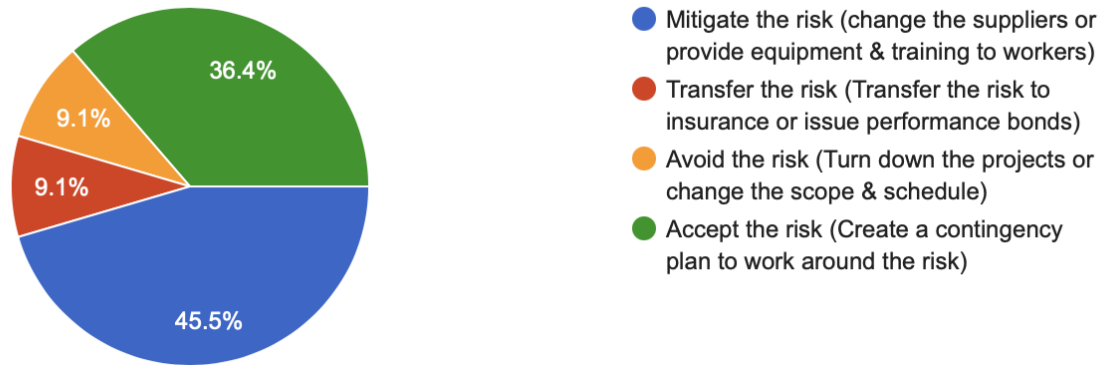 36.4%
9.1%
9.1%
45.5%
Mitigate the risk (change the suppliers or
provide equipment & training to workers)
Transfer the risk (Transfer the risk to
insurance or issue performance bonds)
Avoid the risk (Turn down the projects or
change the scope & schedule)
Accept the risk (Create a contingency
plan to work around the risk)